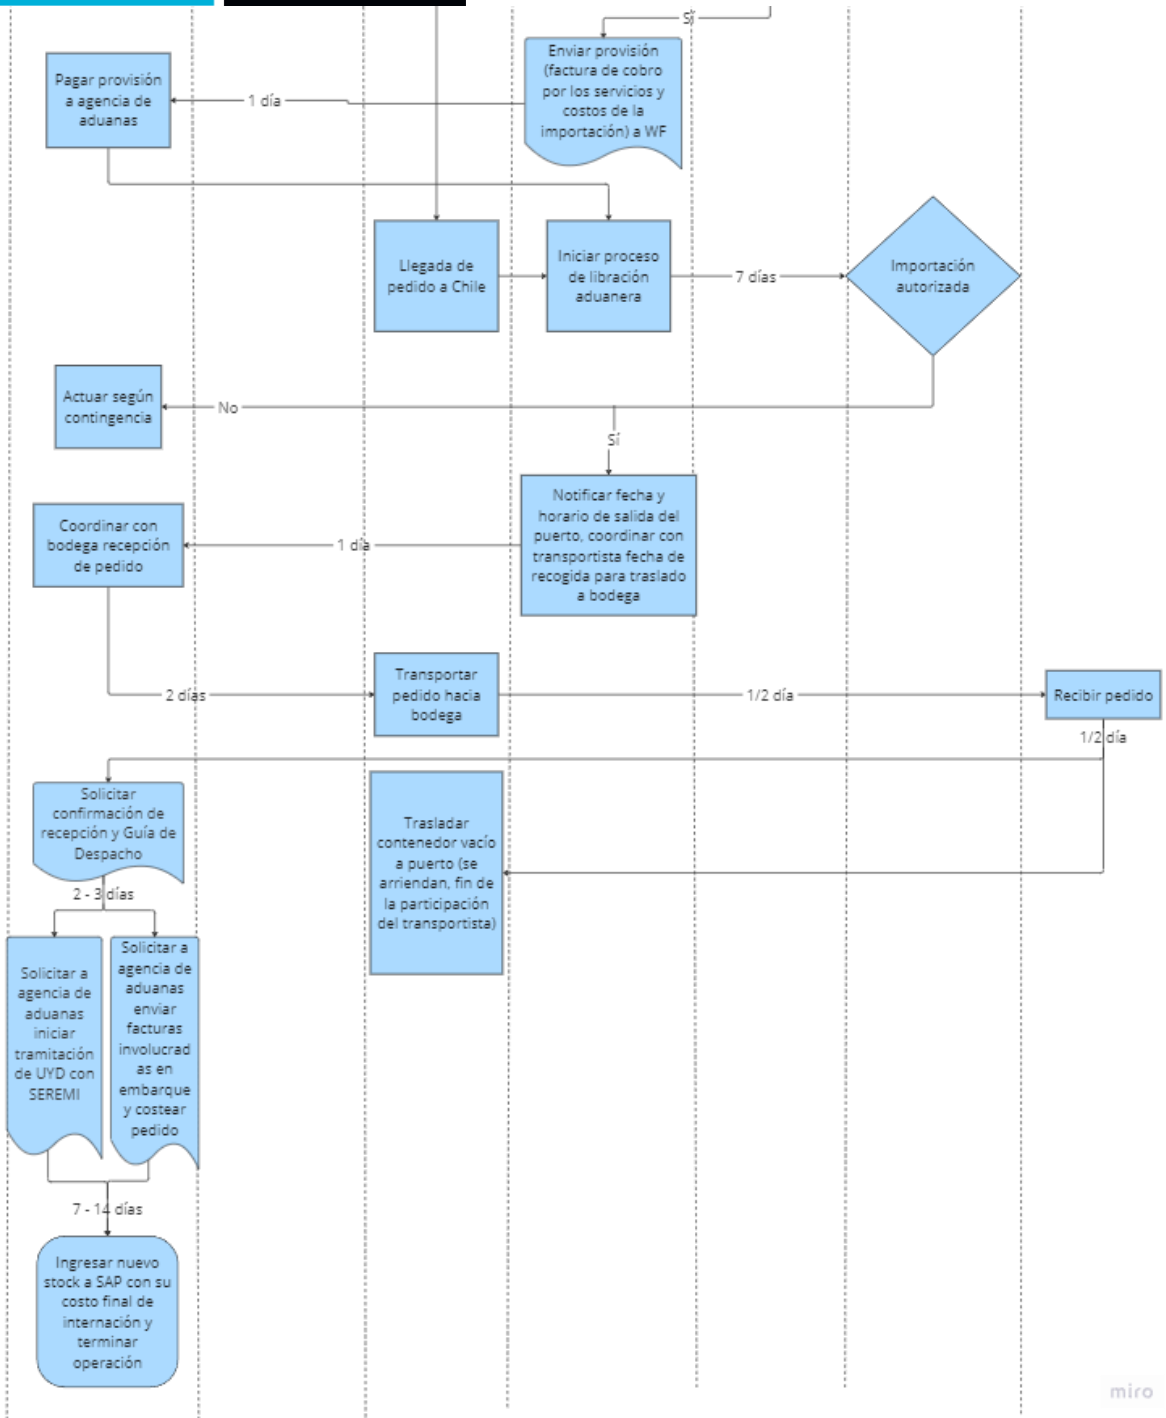 Sí
Enviar provisión
(factura de cobro
por los servicios y
costos de la
importación) a WF
Pagar provisión
a agencia de
aduanas
1 día
Llegada de
pedido a Chile
Iniciar proceso
de libración
aduanera
7 días
Importación
autorizada
Actuar según
contingencia
No
Sí
Notificar fecha y
horario de salida del
puerto, coordinar con
transportista fecha de
recogida para traslado
a bodega
Coordinar con
bodega recepción
de pedido
1 día
2 días
Transportar
pedido hacia
bodega
1/2 día
Recibir pedido
1/2 día
Solicitar
confirmación de
recepción y Guía de
Despacho
Trasladar
contenedor vacío
a puerto (se
arriendan, fin de
la participación
del transportista)
2 - 3 días
Solicitar a
agencia de
aduanas
iniciar
tramitación
de UYD con
SEREMI
Solicitar a
agencia de
aduanas
enviar
facturas
involucrad
as en
embarque
y costear
pedido
7 - 14 días
Ingresar nuevo
stock a SAP con su
costo final de
internación y
terminar
operación
miro